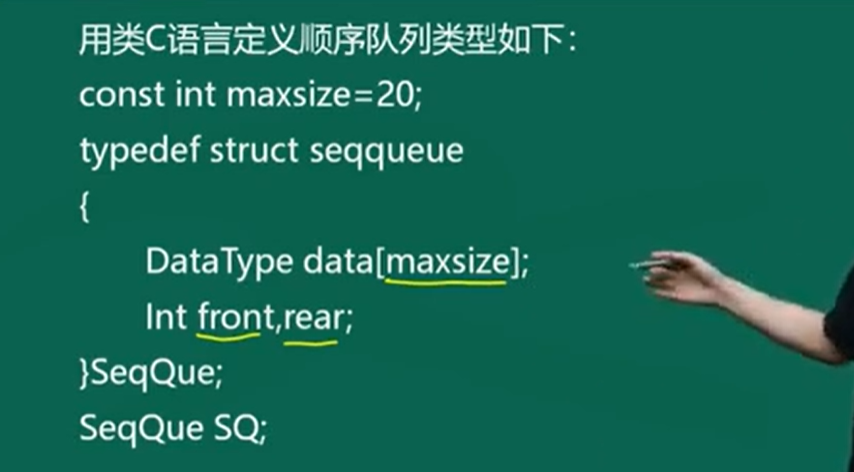 用类C语言定义顺序队列类型如下：
const int maxsize=20;
typedef struct seqqueue
{
DataType data[maxsize];
Int front,rear;
}SeqQue;
SeqQue SQ;